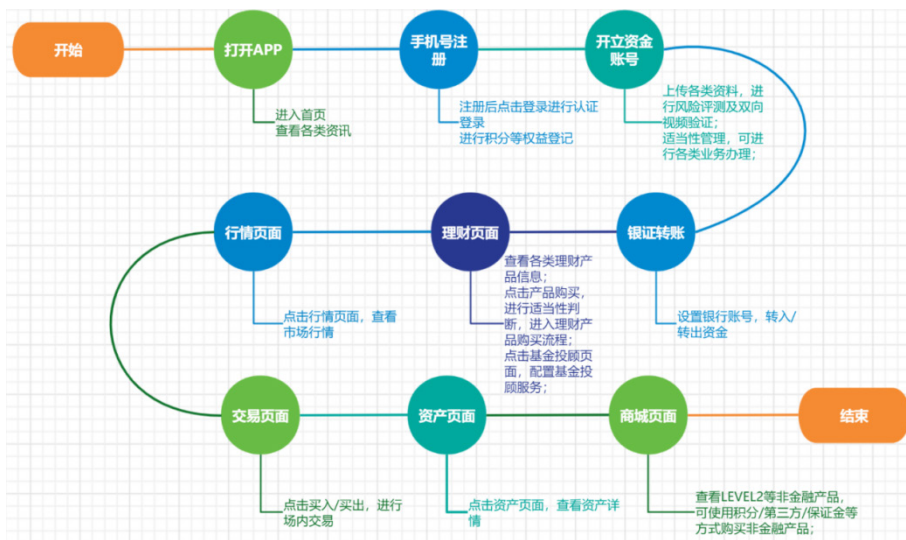 开始
打开APP
手机号注
册
开立资金
账号
进入首页
查看各类资讯
注册后点击登录进行认证
登录
进行积分等权益登记
上传各类资料，进
行风险评测及双向
视频验证；
适当性管理，可进
行各类业务办理；
行情页面
理财页面
银证转账
点击行情页面，查看
市场行情
查看各类理财产
品信息；
点击产品购买，
进行适当性判
断，进入理财产
品购买流程；
点击基金投顾页
面，配置基金投
顾服务；
设置银行账号，转入/
转出资金
交易页面
资产页面
商城页面
结束
点击买入/买出，进行
场内交易
点击资产页面，查看资产详
情
查看LEVEL2等非金融产品，
可使用积分/第三方/保证金等
方式购买非金融产品；